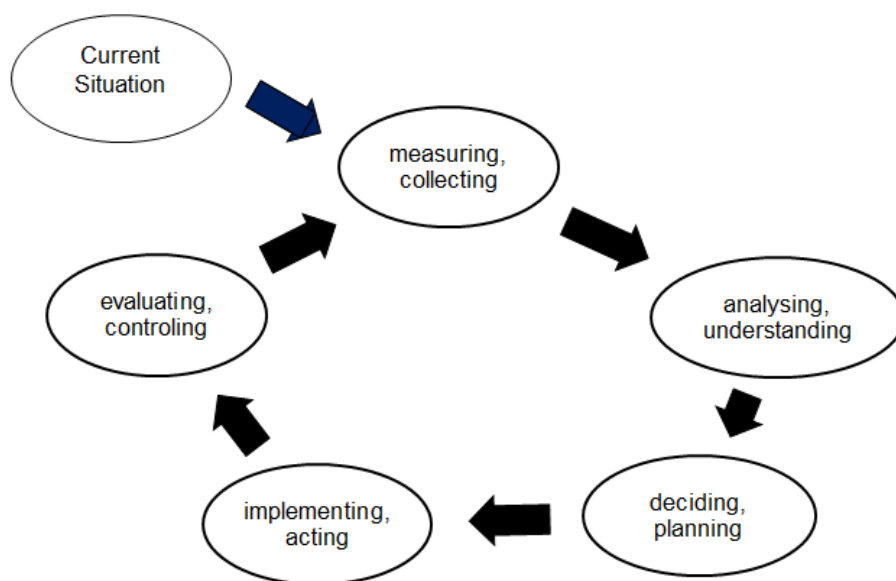 Current
Situation
measuring,
collecting
analysing,
understanding
deciding,
planning
implementing,
acting
evaluating,
controling